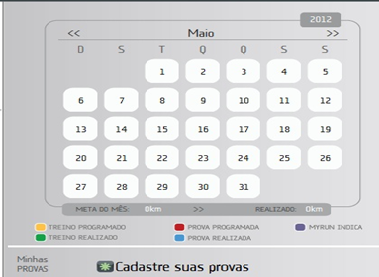 2012
<< Maio >>
D S T Q Q S S
1 2 3 4 5
6 7 8 9 10 11 12
13 14 15 16 17 18 19
20 21 22 23 24 25 26
27 28 29 30 31
META DO MÊS: 0km >> REALIZADO: 0km
TREINO PROGRAMADO PROVA PROGRAMADA MYRUN INDICA
TREINO REALIZADO PROVA REALIZADA
Minhas
PROVAS
Cadastre suas provas